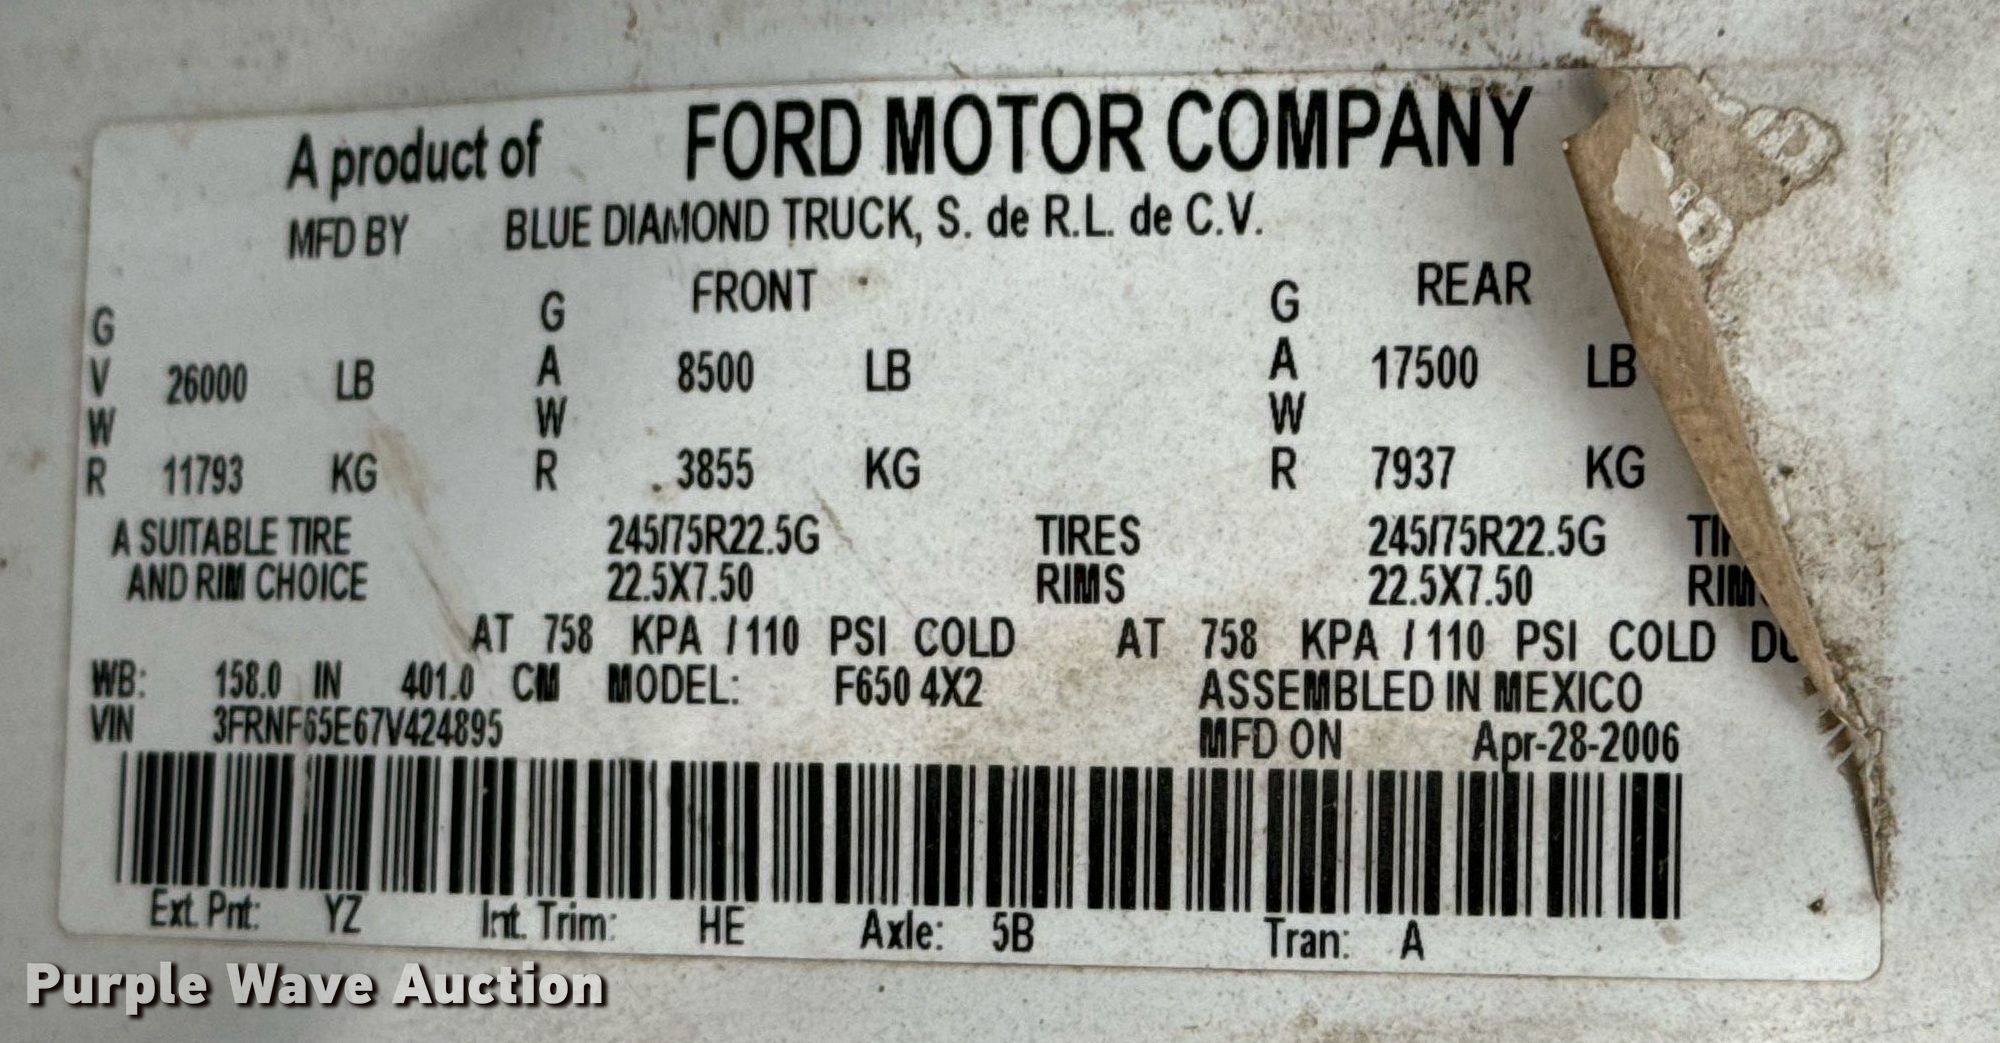 A product of FORD MOTOR COMPANY
MFD BY BLUE DIAMOND TRUCK, S. de R.L. de C.V.
FRONT REAR
GVWR 26000 LB GAWR 8500 LB GAWR 17500 LB
11793 KG 3855 KG 7937 KG
A SUITABLE TIRE 245/75R22.5G TIRES 245/75R22.5G
AND RIM CHOICE 22.5X7.50 RIMS 22.5X7.50
AT 758 KPA / 110 PSI COLD AT 758 KPA / 110 PSI COLD
WB: 158.0 IN 401.0 CM MODEL: F650 4X2 ASSEMBLED IN MEXICO
VIN 3FRNF65E67V424895 MFD ON Apr-28-2006
Ext. Pnt: YZ Int. Trim: HE Axle: 5B Tran: A
Purple Wave Auction